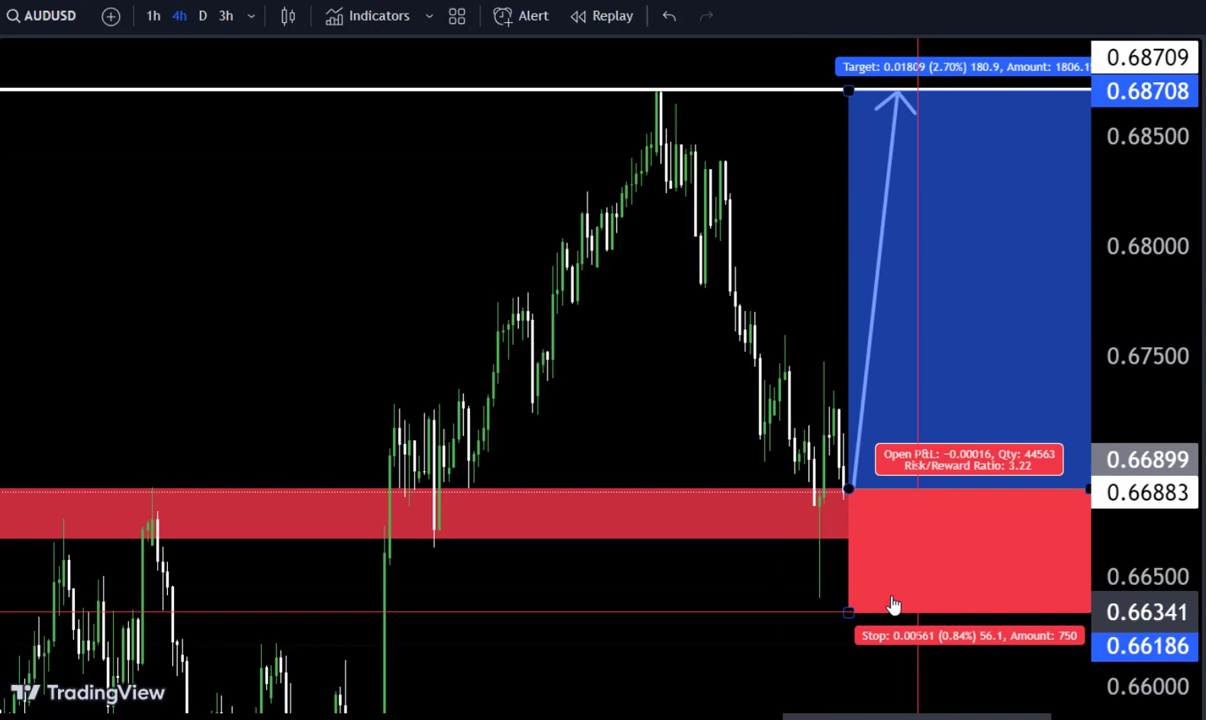 AUDUSD 1h 4h D 3h Indicators Alert Replay
0.68709
Target: 0.01809 (2.70%) 180.9, Amount: 1806.1
0.68708
0.68500
0.68000
0.67500
Open P&L: −0.00016, Qty: 44563
Risk/Reward Ratio: 3.22
0.66899
0.66883
0.66500
0.66341
Stop: 0.00561 (0.84%) 56.1, Amount: 750
0.66186
0.66000
TradingView